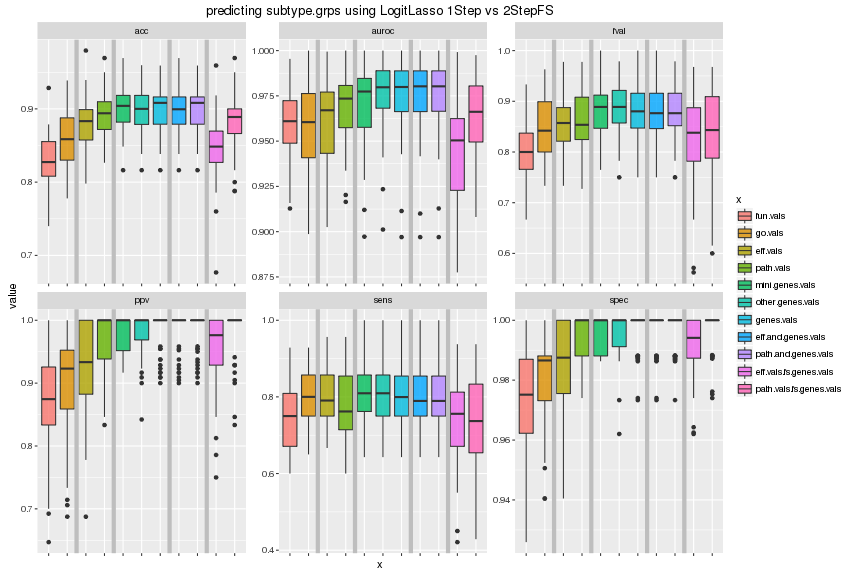 predicting subtype.grps using LogitLasso 1Step vs 2StepFS
acc
auroc
fval
0.9
0.8
0.7
1.000
0.975
0.950
0.925
0.900
0.875
1.0
0.9
0.8
0.7
0.6
value
ppv
sens
spec
1.0
0.9
0.8
0.7
1.0
0.8
0.6
0.4
1.00
0.98
0.96
0.94
x
x
fun.vals
go.vals
eff.vals
path.vals
mini.genes.vals
other.genes.vals
genes.vals
eff.and.genes.vals
path.and.genes.vals
eff.vals.fs.genes.vals
path.vals.fs.genes.vals